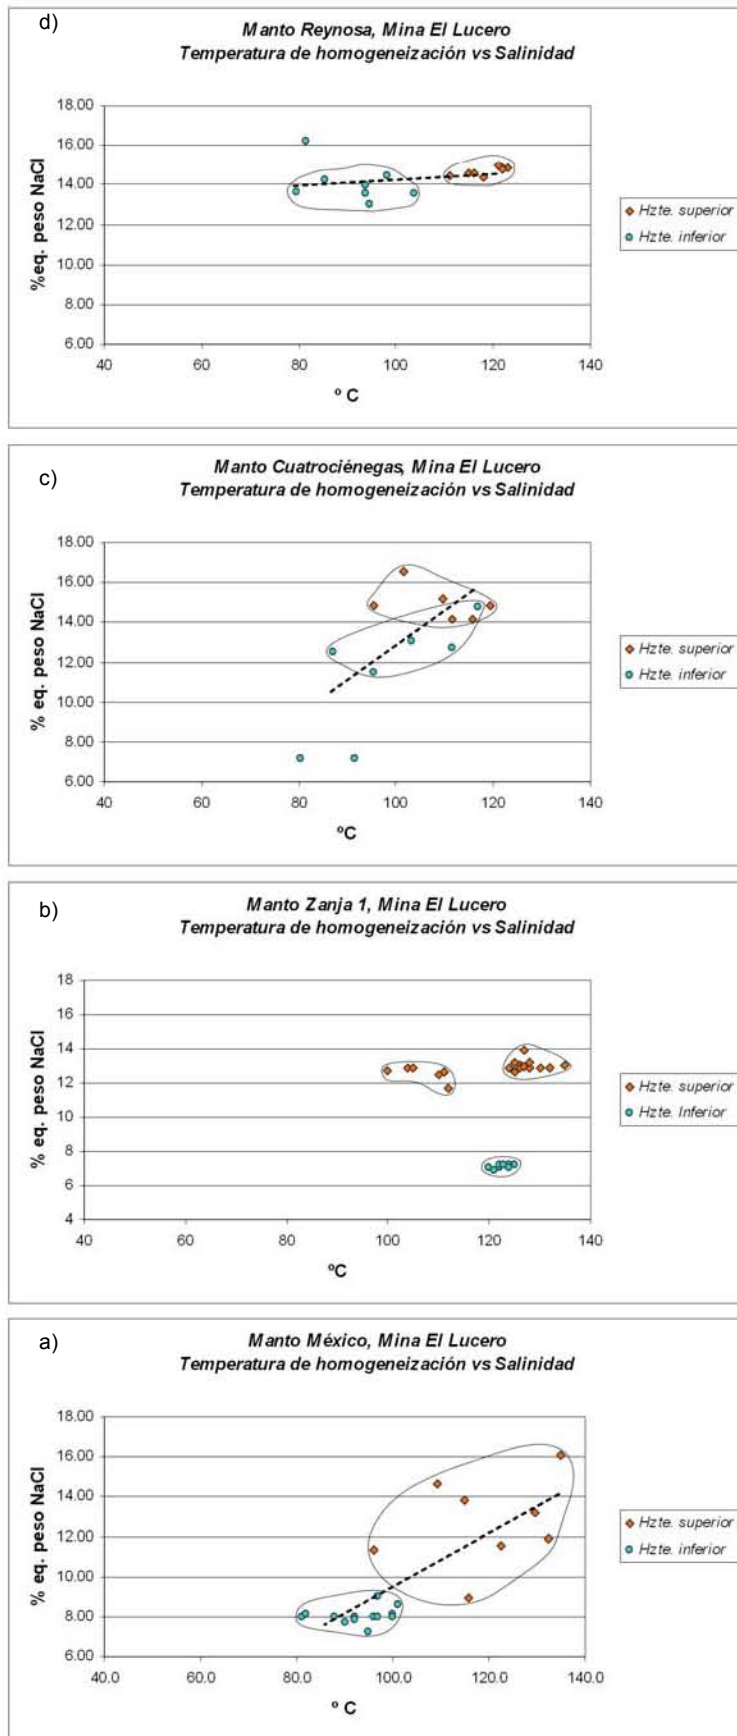 d)
Manto Reynosa, Mina El Lucero
Temperatura de homogeneización vs Salinidad
18.00
16.00
14.00
12.00
10.00
8.00
6.00
%eq. peso NaCl
40 60 80 100 120 140
º C
Hzte. superior
Hzte. inferior
c)
Manto Cuatrociénegas, Mina El Lucero
Temperatura de homogeneización vs Salinidad
18.00
16.00
14.00
12.00
10.00
8.00
6.00
% eq. peso NaCl
40 60 80 100 120 140
ºC
Hzte. superior
Hzte. inferior
b)
Manto Zanja 1, Mina El Lucero
Temperatura de homogeneización vs Salinidad
18
16
14
12
10
8
6
4
% eq. peso NaCl
40 60 80 100 120 140
ºC
Hzte. superior
Hzte. Inferior
a)
Manto México, Mina El Lucero
Temperatura de homogeneización vs Salinidad
18.00
16.00
14.00
12.00
10.00
8.00
6.00
% eq. peso NaCl
40.0 60.0 80.0 100.0 120.0 140.0
º C
Hzte. superior
Hzte. inferior